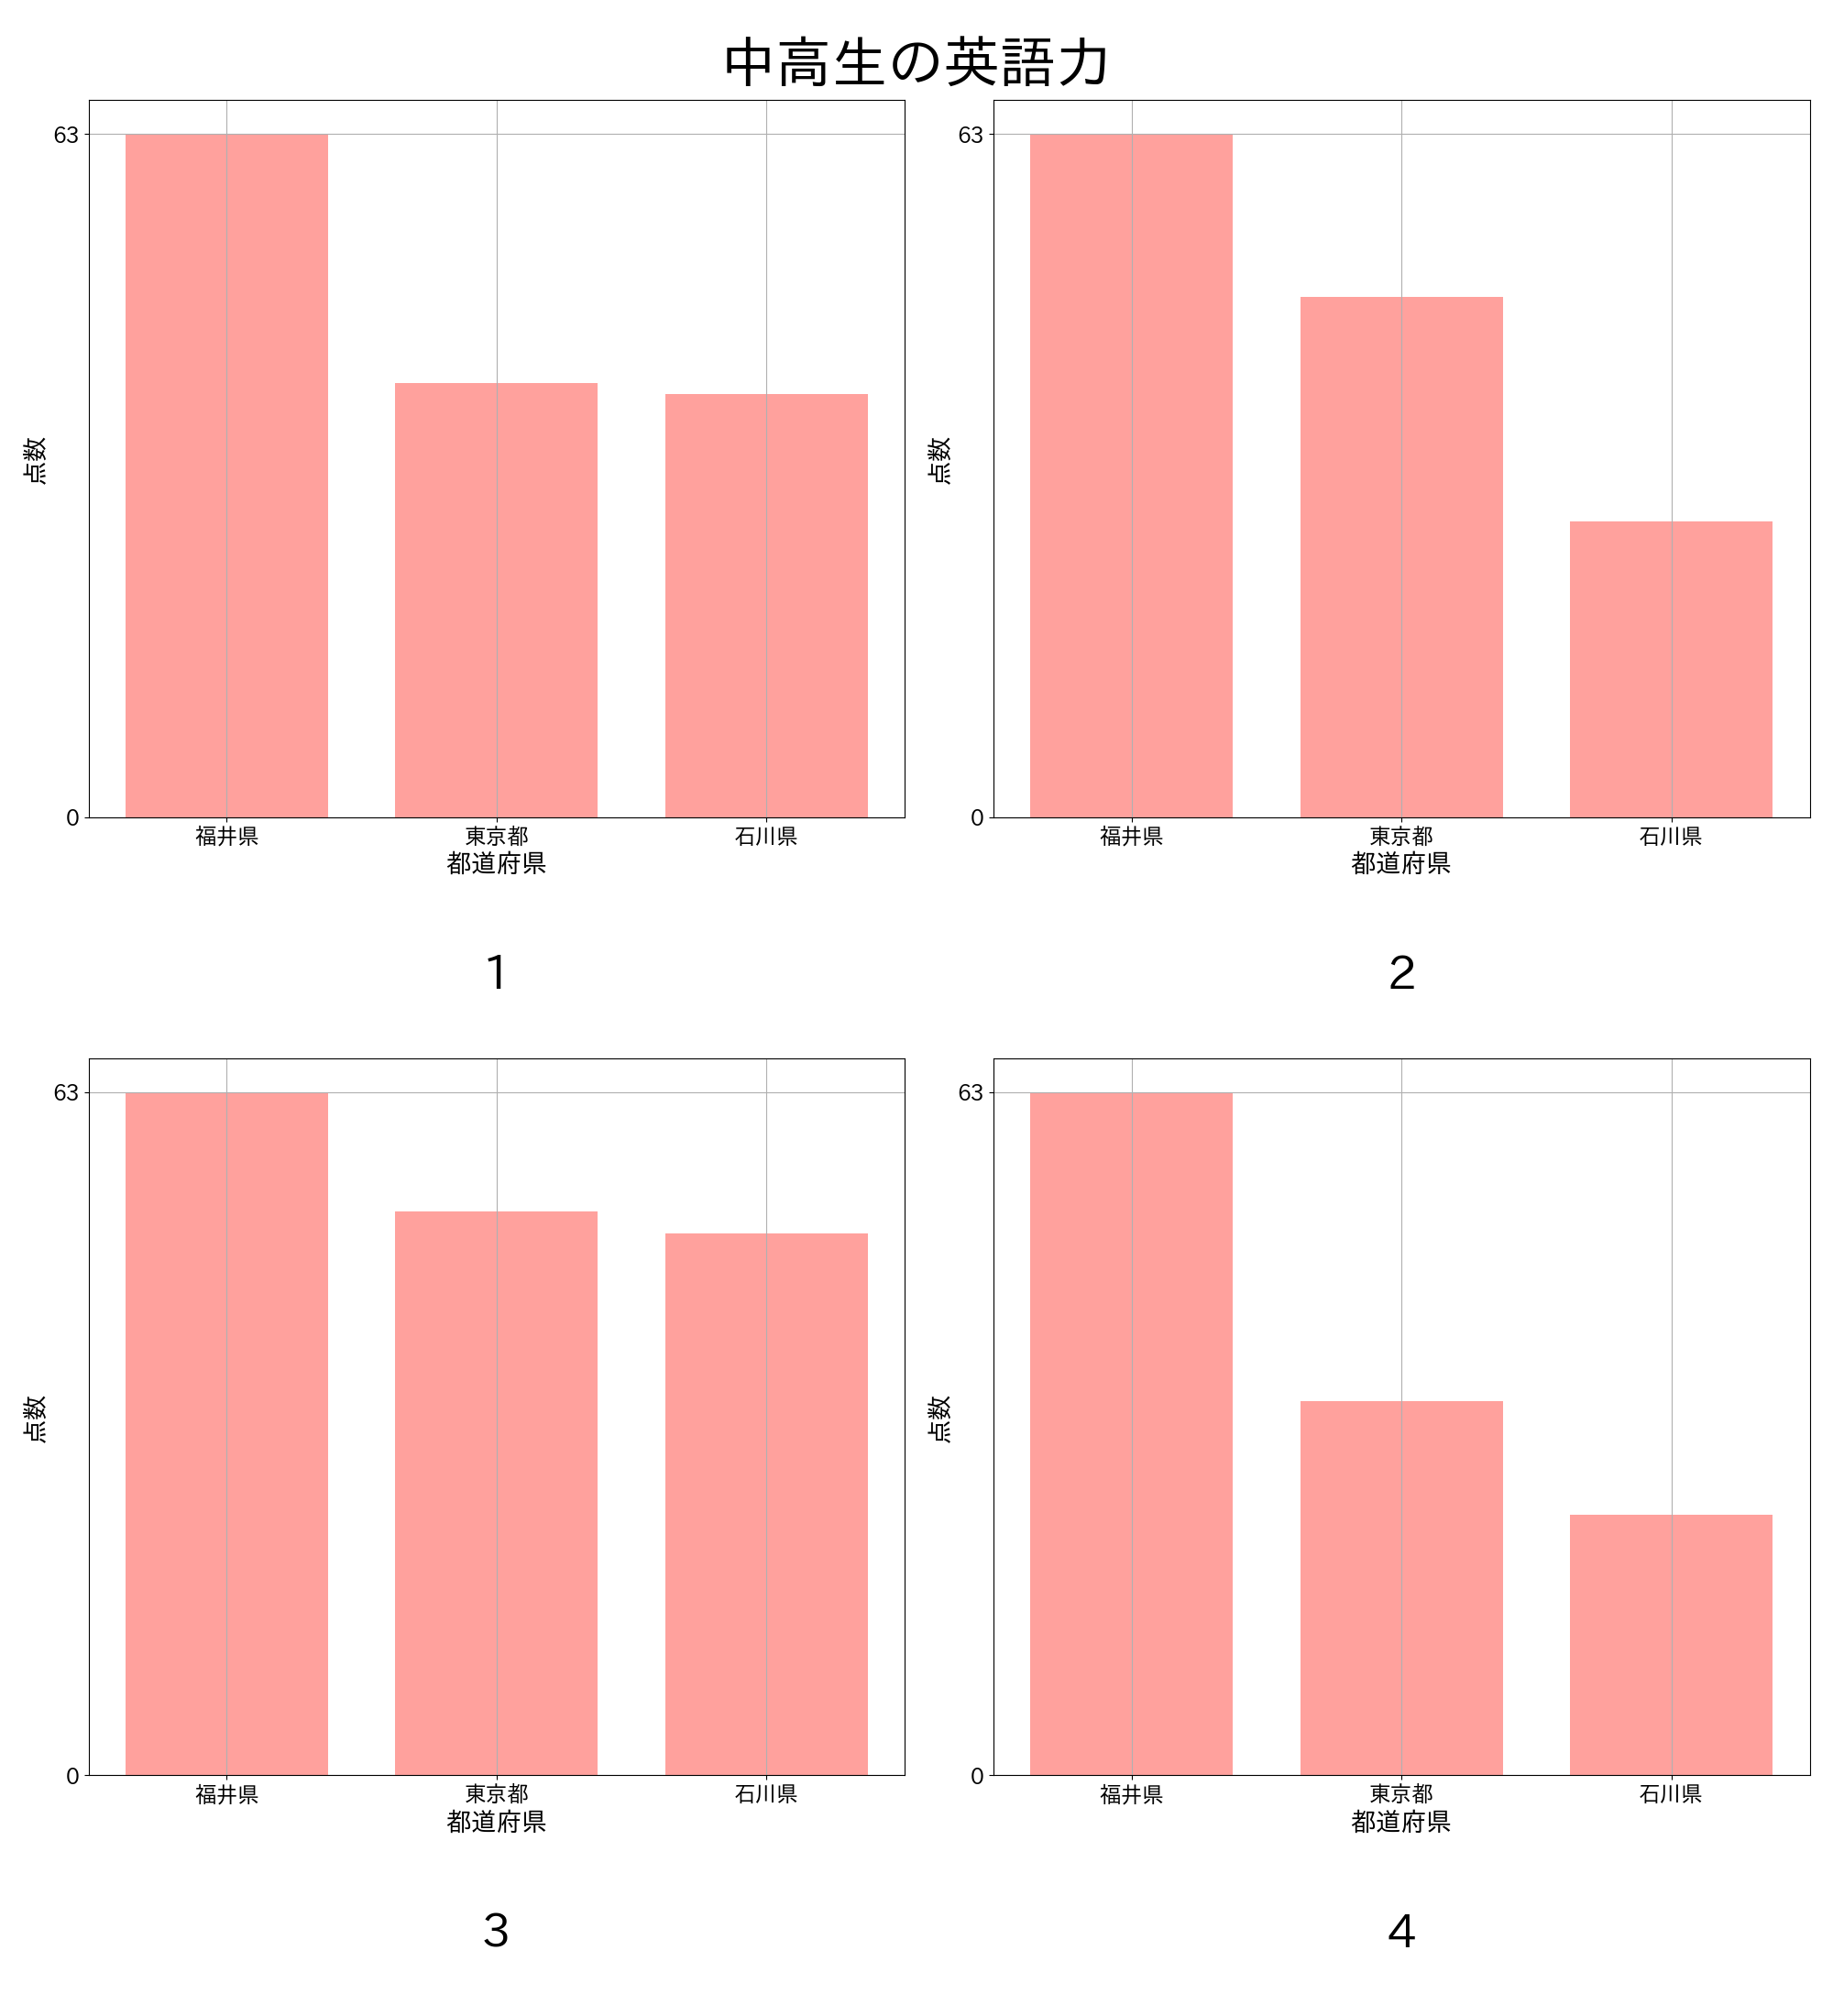 中高生の英語力
63
点数
0
福井県 東京都 石川県
都道府県
1
63
点数
0
福井県 東京都 石川県
都道府県
2
63
点数
0
福井県 東京都 石川県
都道府県
3
63
点数
0
福井県 東京都 石川県
都道府県
4